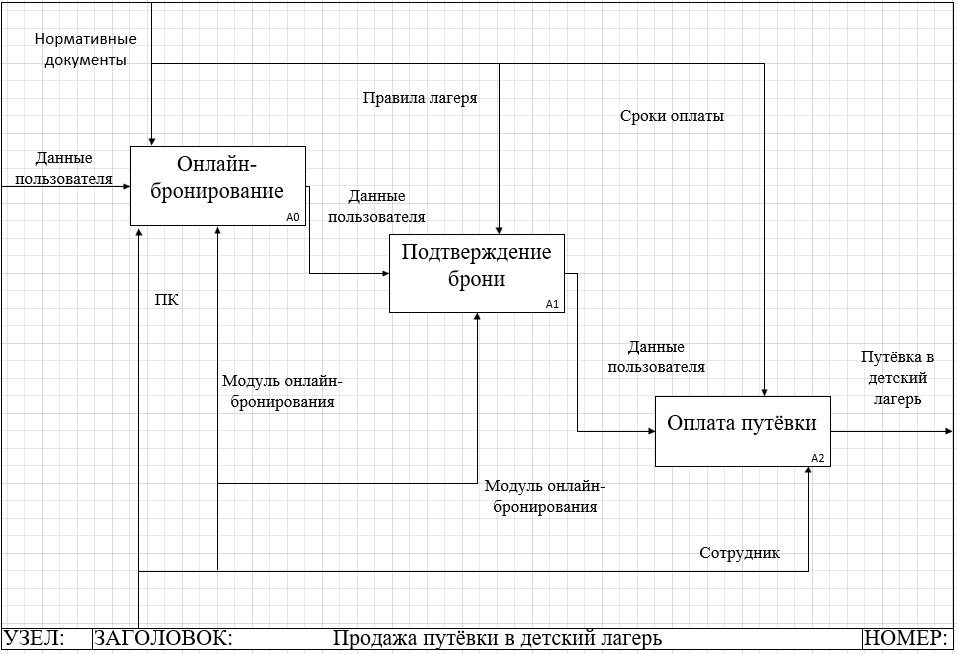 Нормативные
документы
Правила лагеря
Сроки оплаты
Данные
пользователя
Онлайн-
бронирование
A0
Данные
пользователя
Подтверждение
брони
A1
ПК
Данные
пользователя
Путёвка в
детский
лагерь
Модуль онлайн-
бронирования
Оплата путёвки
A2
Модуль онлайн-
бронирования
Сотрудник
УЗЕЛ:
ЗАГОЛОВОК:
Продажа путёвки в детский лагерь
НОМЕР: